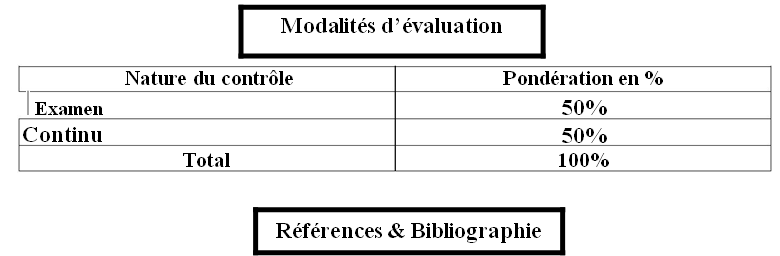 Modalités d’évaluation
Nature du contrôle Pondération en %
Examen 50%
Continu 50%
Total 100%
Références & Bibliographie